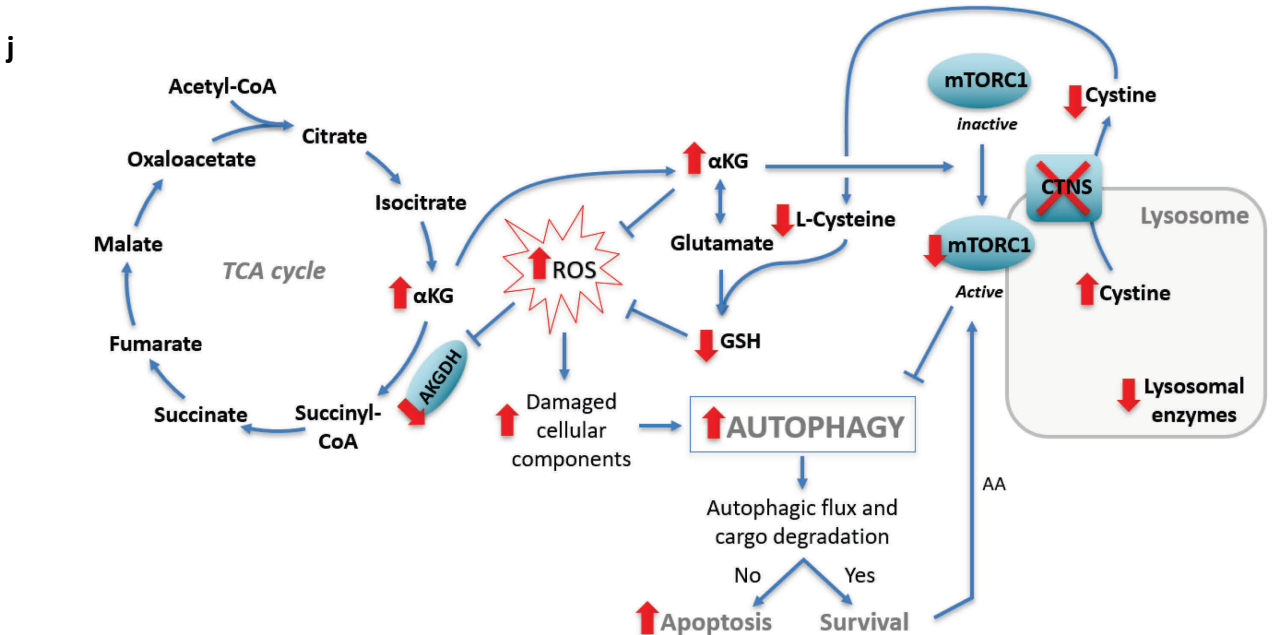 j
Acetyl-CoA
Citrate
Oxaloacetate
Isocitrate
Malate
TCA cycle
αKG
Fumarate
AKGDH
Succinate
Succinyl-
CoA
αKG
Glutamate
L-Cysteine
ROS
GSH
Damaged
cellular
components
AUTOPHAGY
Autophagic flux and
cargo degradation
No
Yes
Apoptosis
Survival
AA
mTORC1
inactive
mTORC1
Active
Cystine
CTNS
Lysosome
Cystine
Lysosomal
enzymes